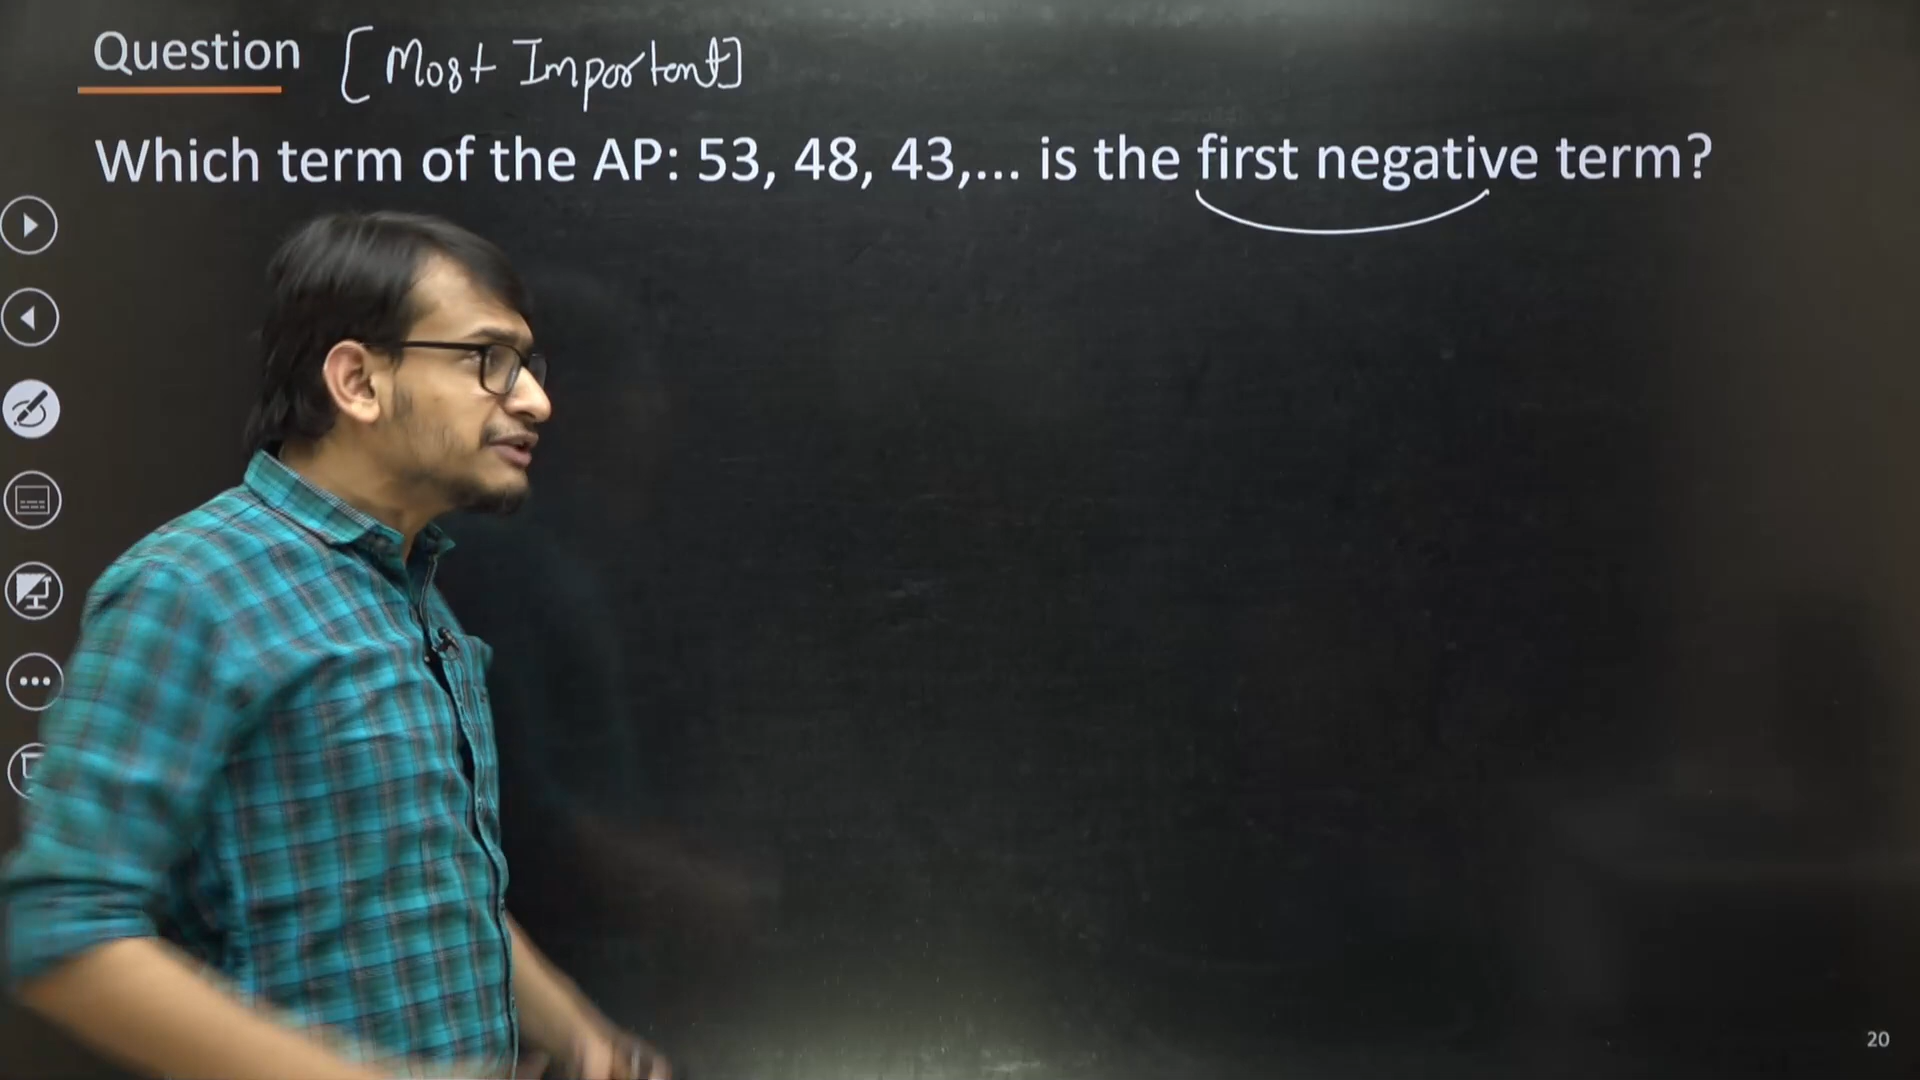 Question [Most Important]
Which term of the AP: 53, 48, 43,... is the first negative term?
20